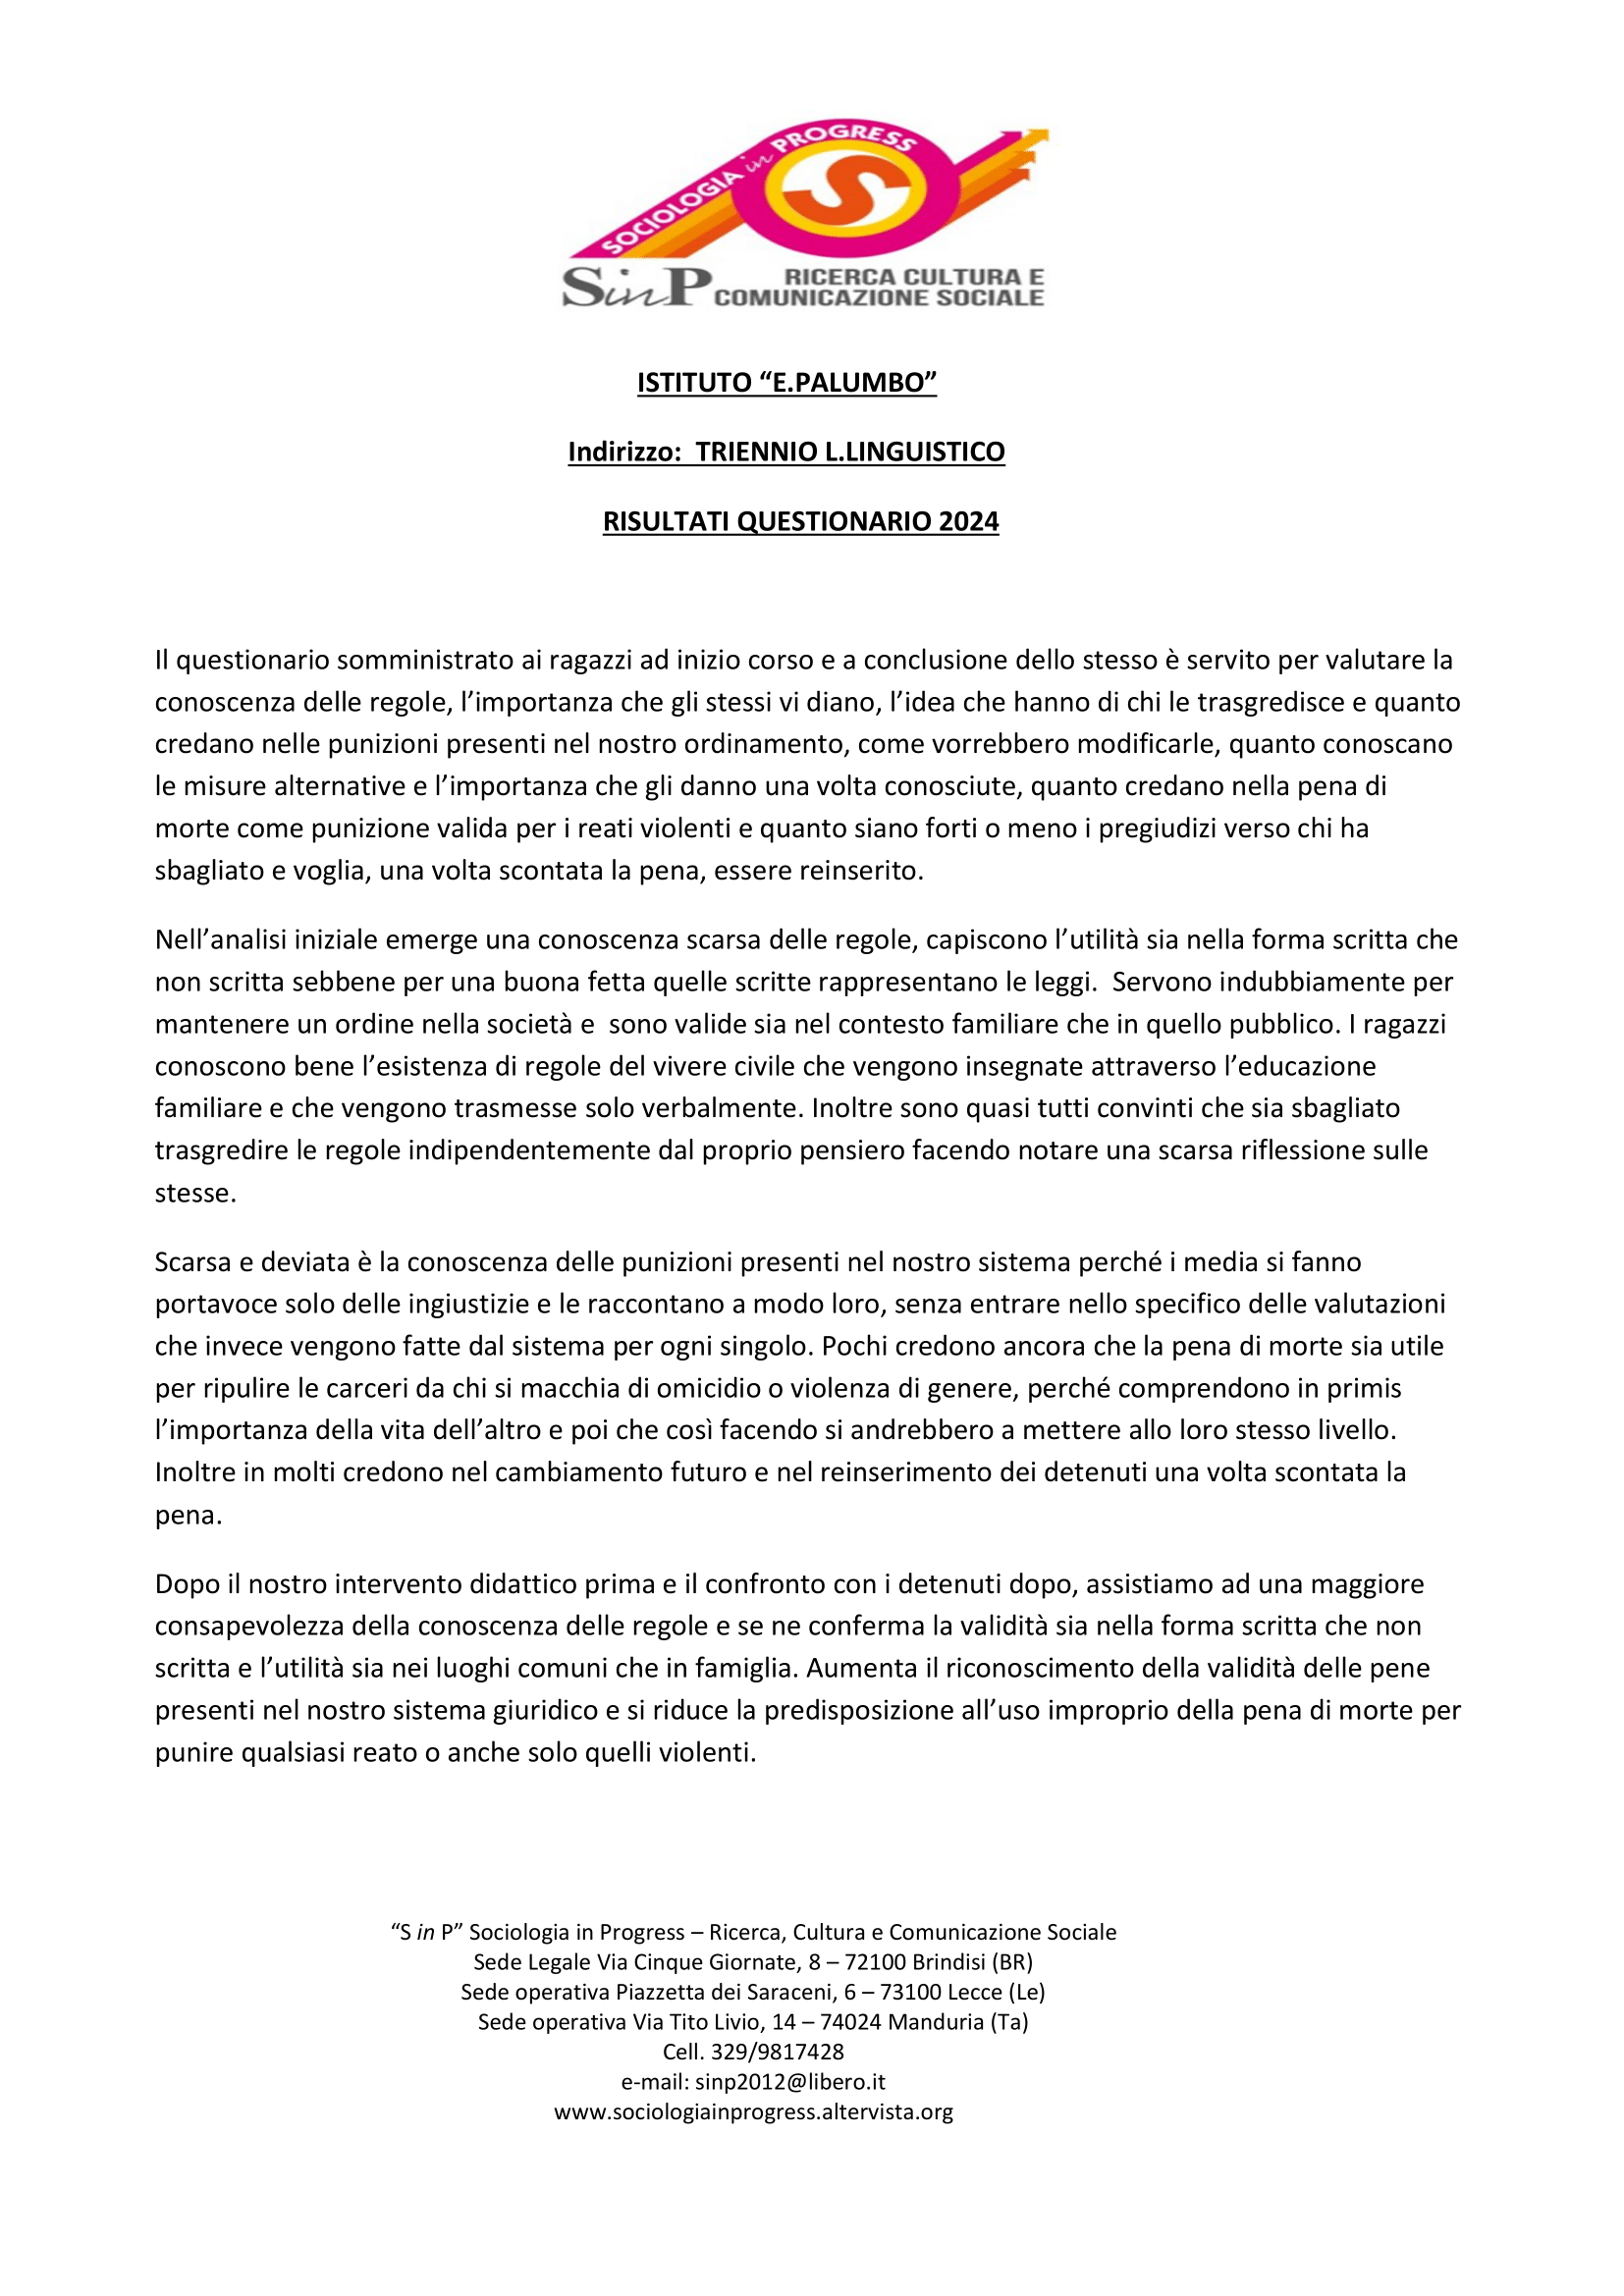 SOCIOLOGIA in PROGRESS
S
SinP RICERCA CULTURA E
COMUNICAZIONE SOCIALE
ISTITUTO “E.PALUMBO”
Indirizzo:  TRIENNIO L.LINGUISTICO
RISULTATI QUESTIONARIO 2024
Il questionario somministrato ai ragazzi ad inizio corso e a conclusione dello stesso è servito per valutare la
conoscenza delle regole, l’importanza che gli stessi vi diano, l’idea che hanno di chi le trasgredisce e quanto
credano nelle punizioni presenti nel nostro ordinamento, come vorrebbero modificarle, quanto conoscano
le misure alternative e l’importanza che gli danno una volta conosciute, quanto credano nella pena di
morte come punizione valida per i reati violenti e quanto siano forti o meno i pregiudizi verso chi ha
sbagliato e voglia, una volta scontata la pena, essere reinserito.
Nell’analisi iniziale emerge una conoscenza scarsa delle regole, capiscono l’utilità sia nella forma scritta che
non scritta sebbene per una buona fetta quelle scritte rappresentano le leggi.  Servono indubbiamente per
mantenere un ordine nella società e  sono valide sia nel contesto familiare che in quello pubblico. I ragazzi
conoscono bene l’esistenza di regole del vivere civile che vengono insegnate attraverso l’educazione
familiare e che vengono trasmesse solo verbalmente. Inoltre sono quasi tutti convinti che sia sbagliato
trasgredire le regole indipendentemente dal proprio pensiero facendo notare una scarsa riflessione sulle
stesse.
Scarsa e deviata è la conoscenza delle punizioni presenti nel nostro sistema perché i media si fanno
portavoce solo delle ingiustizie e le raccontano a modo loro, senza entrare nello specifico delle valutazioni
che invece vengono fatte dal sistema per ogni singolo. Pochi credono ancora che la pena di morte sia utile
per ripulire le carceri da chi si macchia di omicidio o violenza di genere, perché comprendono in primis
l’importanza della vita dell’altro e poi che così facendo si andrebbero a mettere allo loro stesso livello.
Inoltre in molti credono nel cambiamento futuro e nel reinserimento dei detenuti una volta scontata la
pena.
Dopo il nostro intervento didattico prima e il confronto con i detenuti dopo, assistiamo ad una maggiore
consapevolezza della conoscenza delle regole e se ne conferma la validità sia nella forma scritta che non
scritta e l’utilità sia nei luoghi comuni che in famiglia. Aumenta il riconoscimento della validità delle pene
presenti nel nostro sistema giuridico e si riduce la predisposizione all’uso improprio della pena di morte per
punire qualsiasi reato o anche solo quelli violenti.
“S in P” Sociologia in Progress – Ricerca, Cultura e Comunicazione Sociale
Sede Legale Via Cinque Giornate, 8 – 72100 Brindisi (BR)
Sede operativa Piazzetta dei Saraceni, 6 – 73100 Lecce (Le)
Sede operativa Via Tito Livio, 14 – 74024 Manduria (Ta)
Cell. 329/9817428
e-mail: sinp2012@libero.it
www.sociologiainprogress.altervista.org